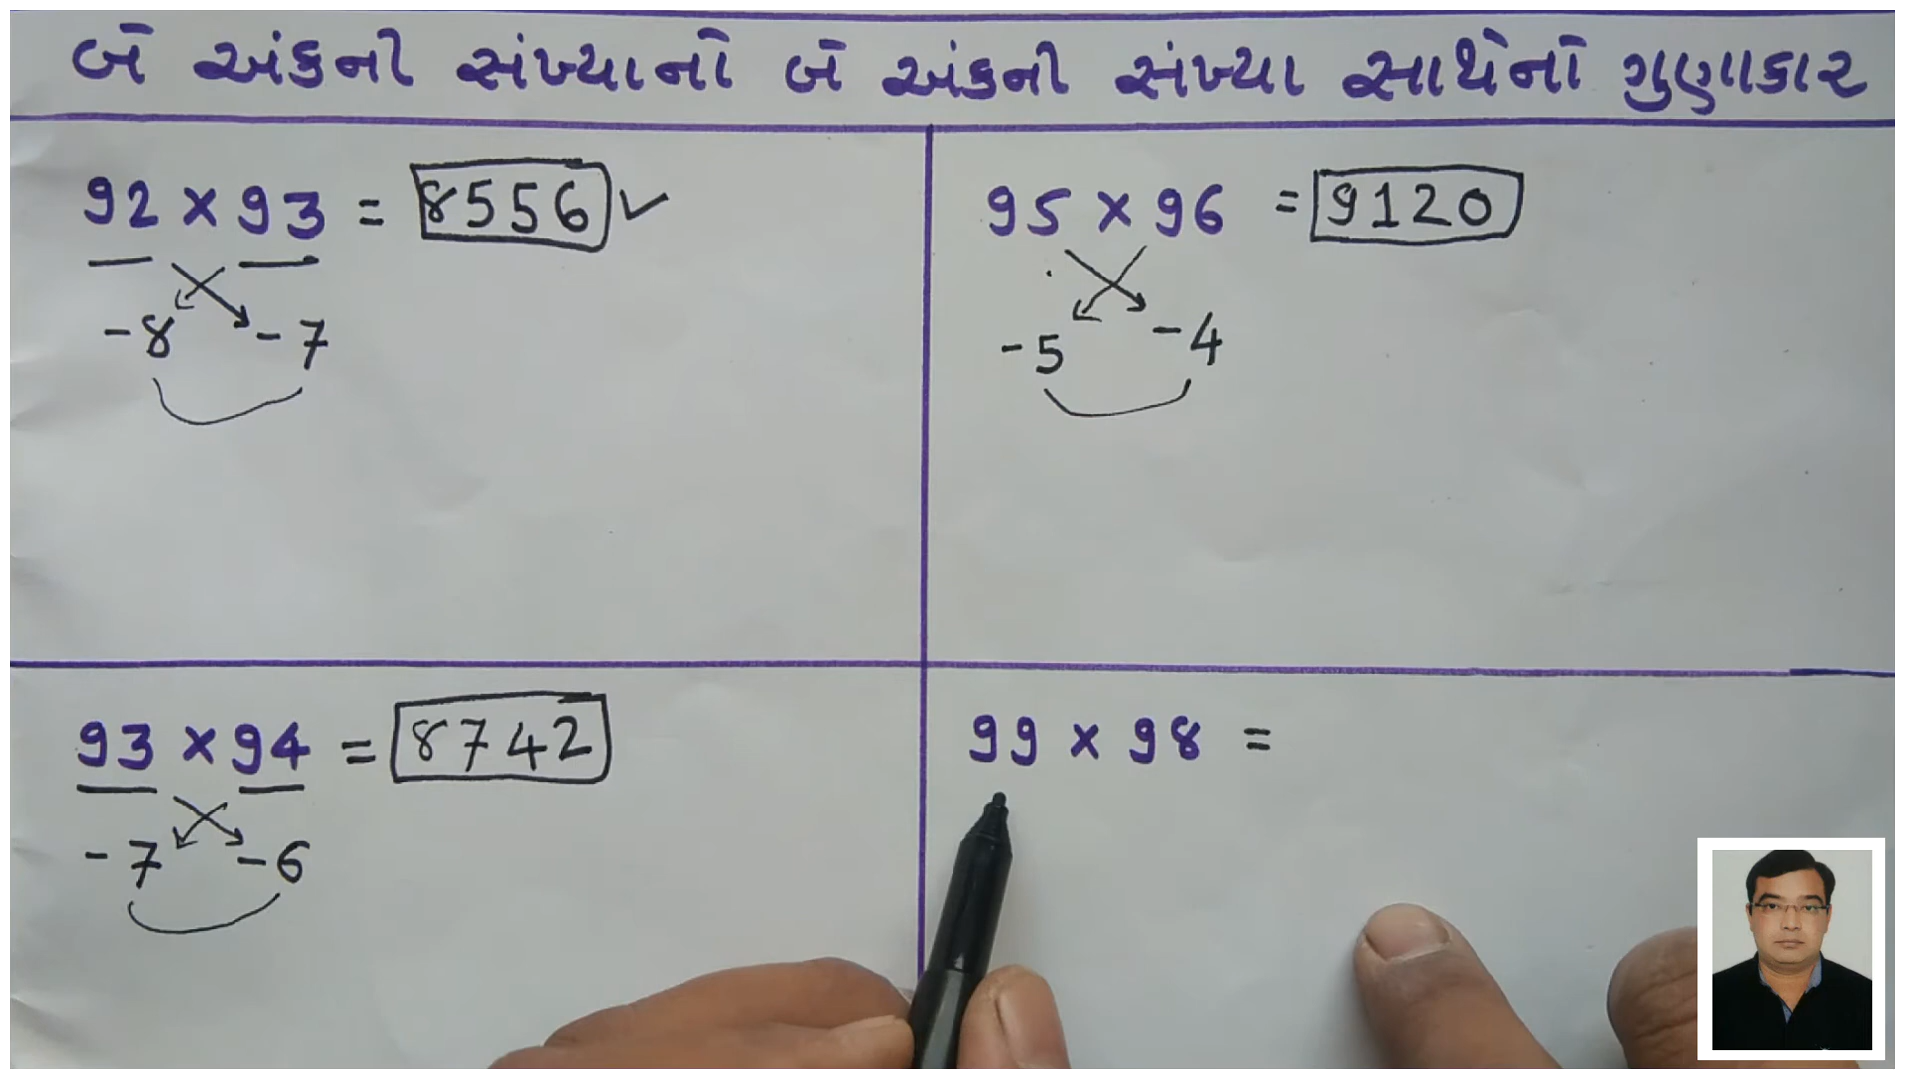 બે અંકની સંખ્યાનો બે અંકની સંખ્યા સાથેનો ગુણાકાર
92 × 93 = 8556 ✓
-8 -7
95 × 96 = 9120
-5 -4
93 × 94 = 8742
-7 -6
99 × 98 =